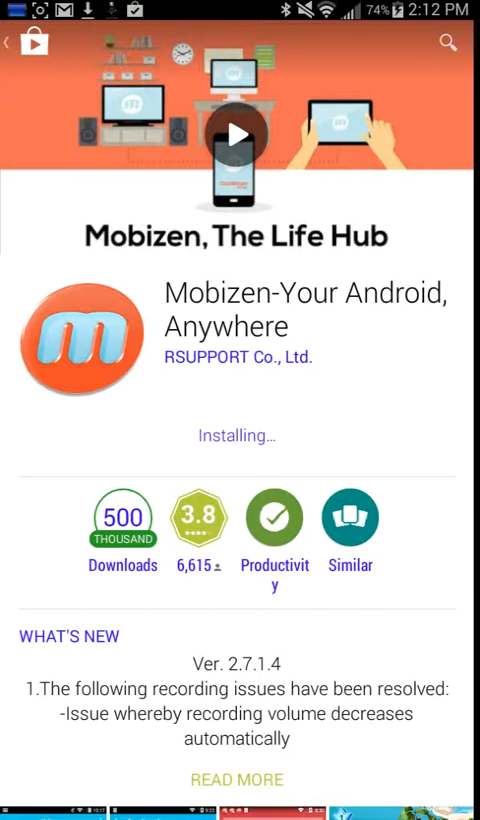 74% 2:12 PM
Mobizen, The Life Hub
m
Mobizen-Your Android,
Anywhere
RSUPPORT Co., Ltd.
Installing...
500
THOUSAND
3.8
Downloads
6,615
Productivit
y
Similar
WHAT'S NEW
Ver. 2.7.1.4
1.The following recording issues have been resolved:
-Issue whereby recording volume decreases
automatically
READ MORE